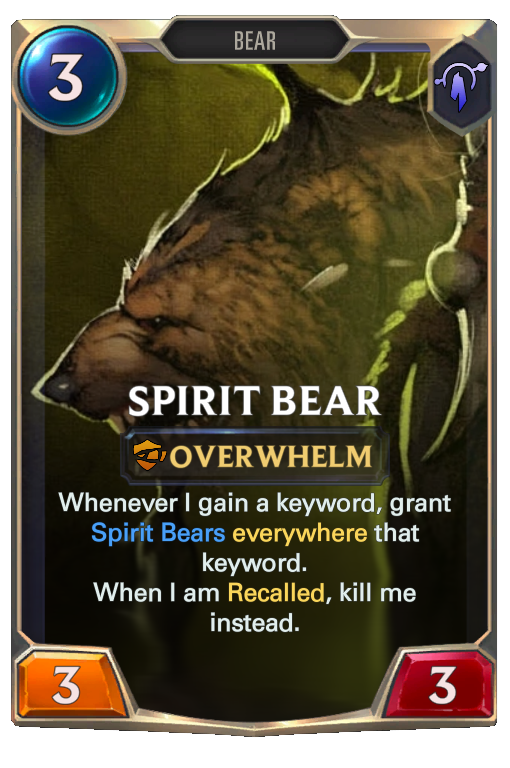 BEAR
3
SPIRIT BEAR
OVERWHELM
Whenever I gain a keyword, grant
Spirit Bears everywhere that
keyword.
When I am Recalled, kill me
instead.
3
3